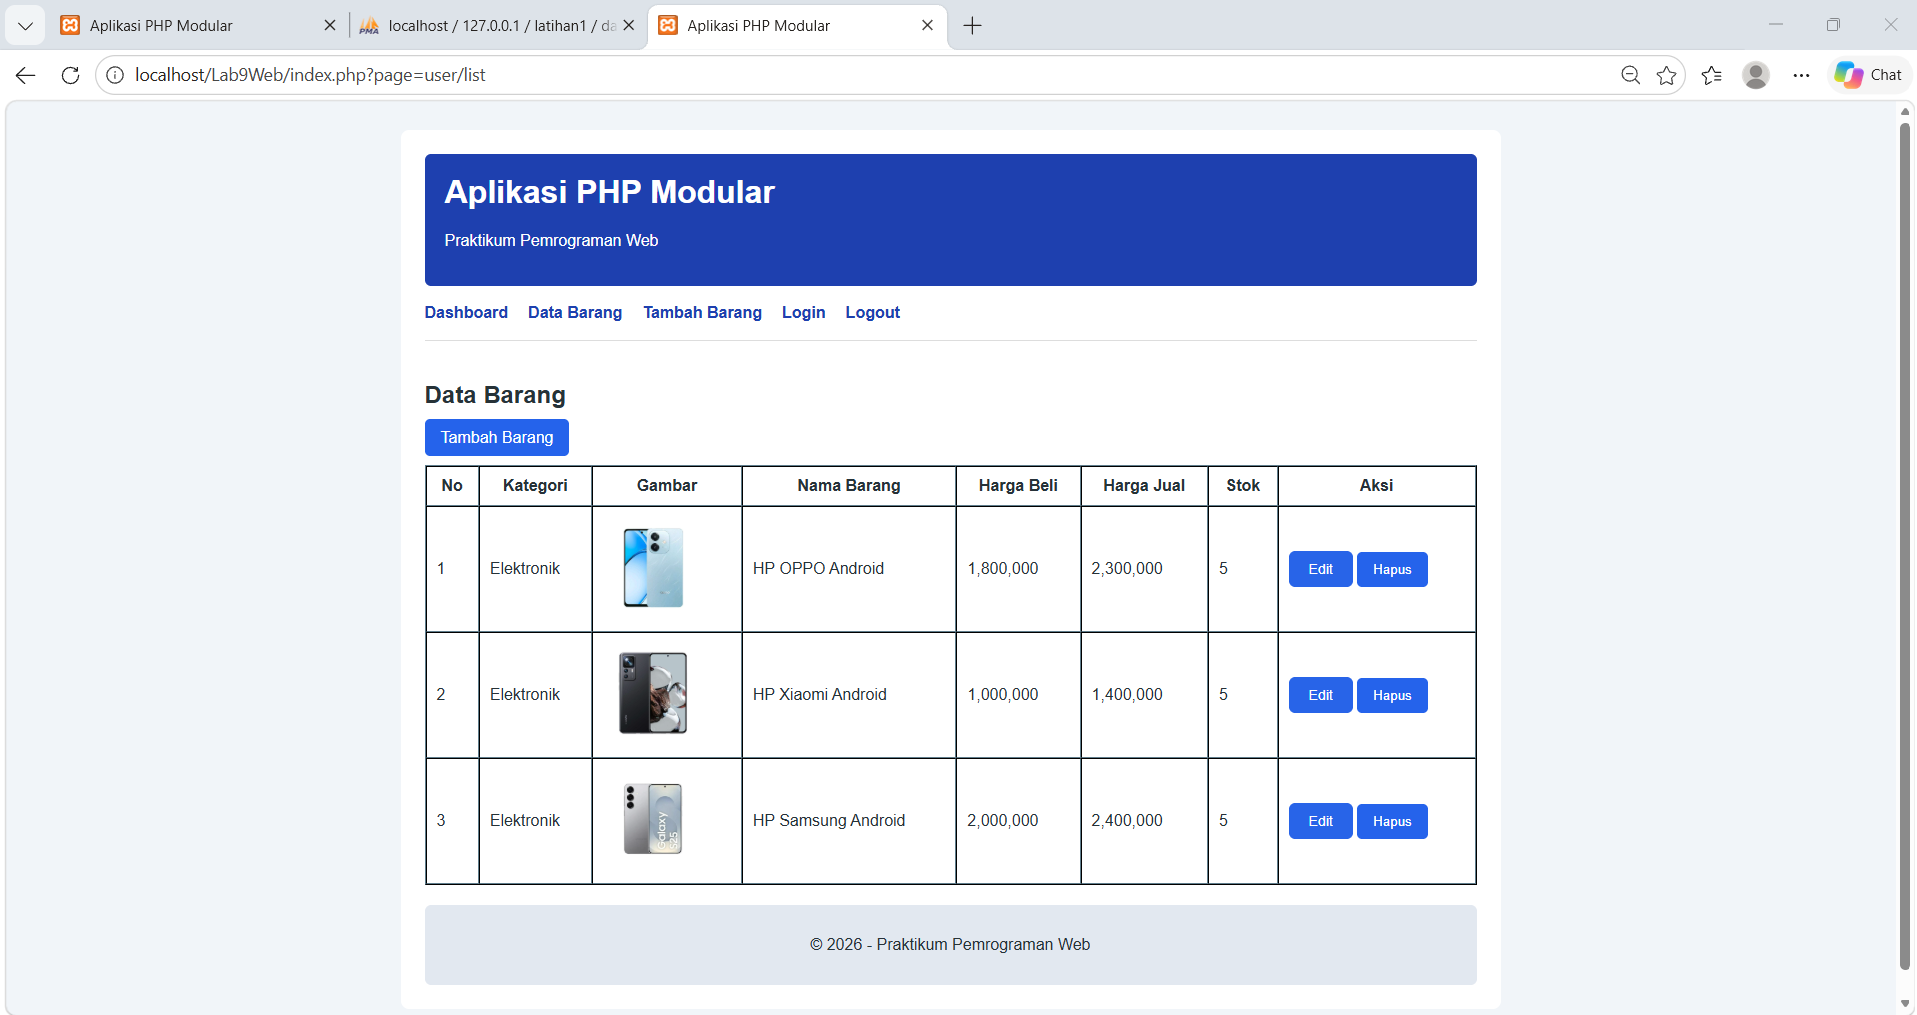 Aplikasi PHP Modular
localhost / 127.0.0.1 / latihan1 / da
Aplikasi PHP Modular
localhost/Lab9Web/index.php?page=user/list
Chat
Aplikasi PHP Modular
Praktikum Pemrograman Web
Dashboard Data Barang Tambah Barang Login Logout
Data Barang
Tambah Barang
No Kategori Gambar Nama Barang Harga Beli Harga Jual Stok Aksi
1 Elektronik HP OPPO Android 1,800,000 2,300,000 5 Edit Hapus
2 Elektronik HP Xiaomi Android 1,000,000 1,400,000 5 Edit Hapus
3 Elektronik Galaxy S25 HP Samsung Android 2,000,000 2,400,000 5 Edit Hapus
© 2026 - Praktikum Pemrograman Web